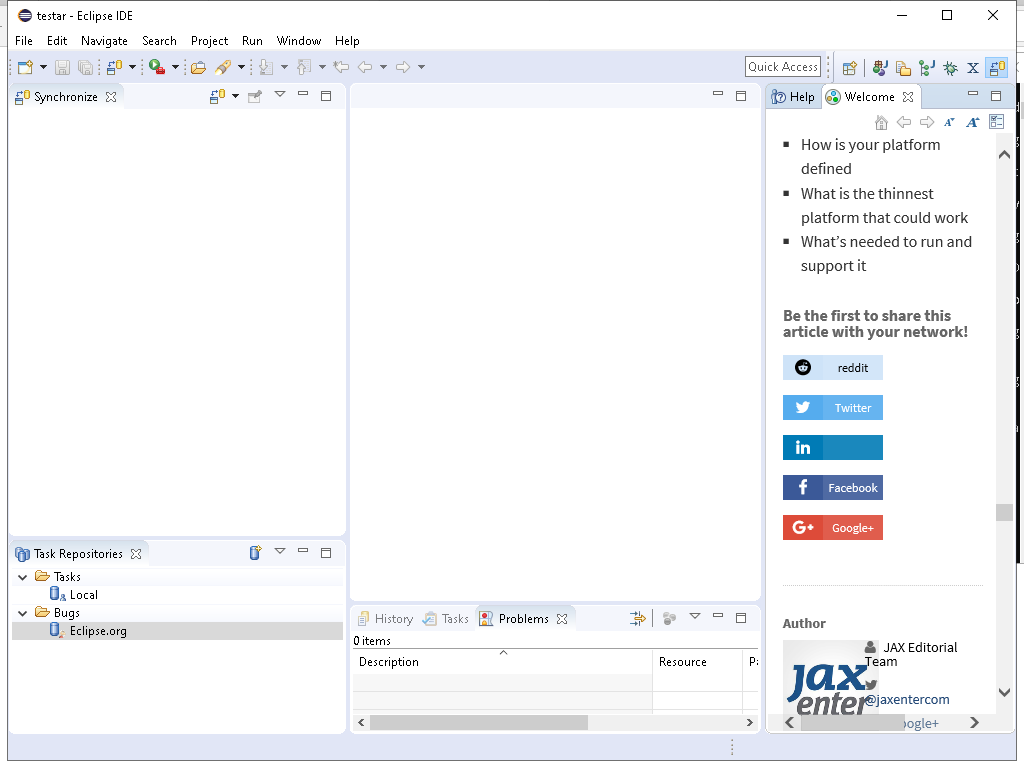 testar - Eclipse IDE
File Edit Navigate Search Project Run Window Help
Quick Access
Synchronize
Task Repositories
Tasks
Local
Bugs
Eclipse.org
History Tasks Problems
0 items
Description Resource
Help Welcome
How is your platform
defined
What is the thinnest
platform that could work
What's needed to run and
support it
Be the first to share this
article with your network!
reddit
Twitter
in
Facebook
G+ Google+
Author
jax
enter
JAX Editorial
Team
@jaxentercom
oogle+